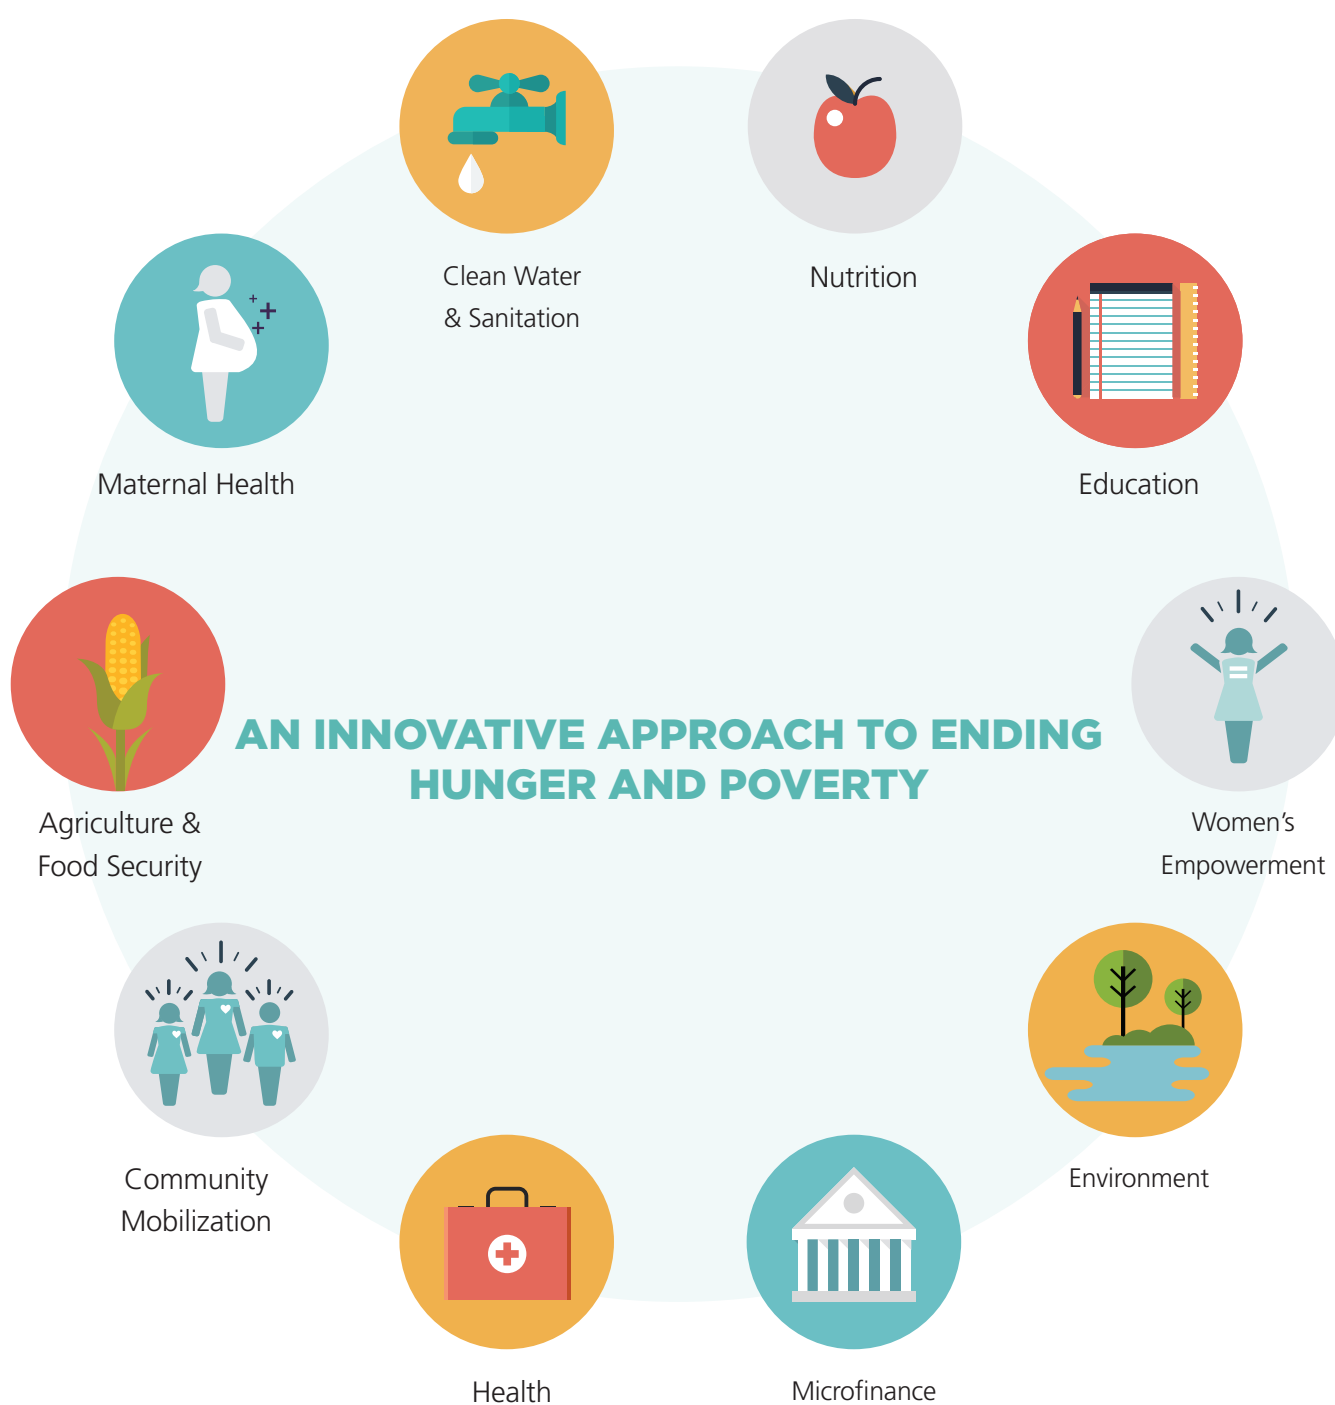 Clean Water
& Sanitation
Nutrition
Maternal Health
Education
AN INNOVATIVE APPROACH TO ENDING
HUNGER AND POVERTY
Agriculture &
Food Security
Women’s
Empowerment
Community
Mobilization
Environment
Health
Microfinance